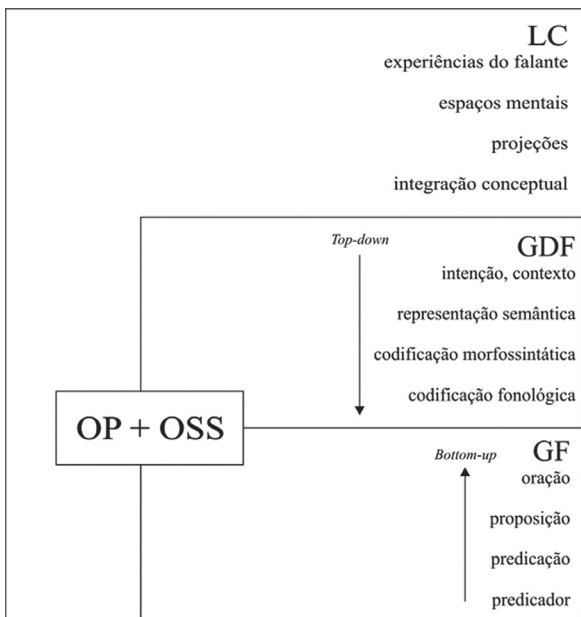 LC
experiências do falante
espaços mentais
projeções
integração conceptual
Top-down
GDF
intenção, contexto
representação semântica
codificação morfossintática
codificação fonológica
OP + OSS
Bottom-up
GF
oração
proposição
predicação
predicador